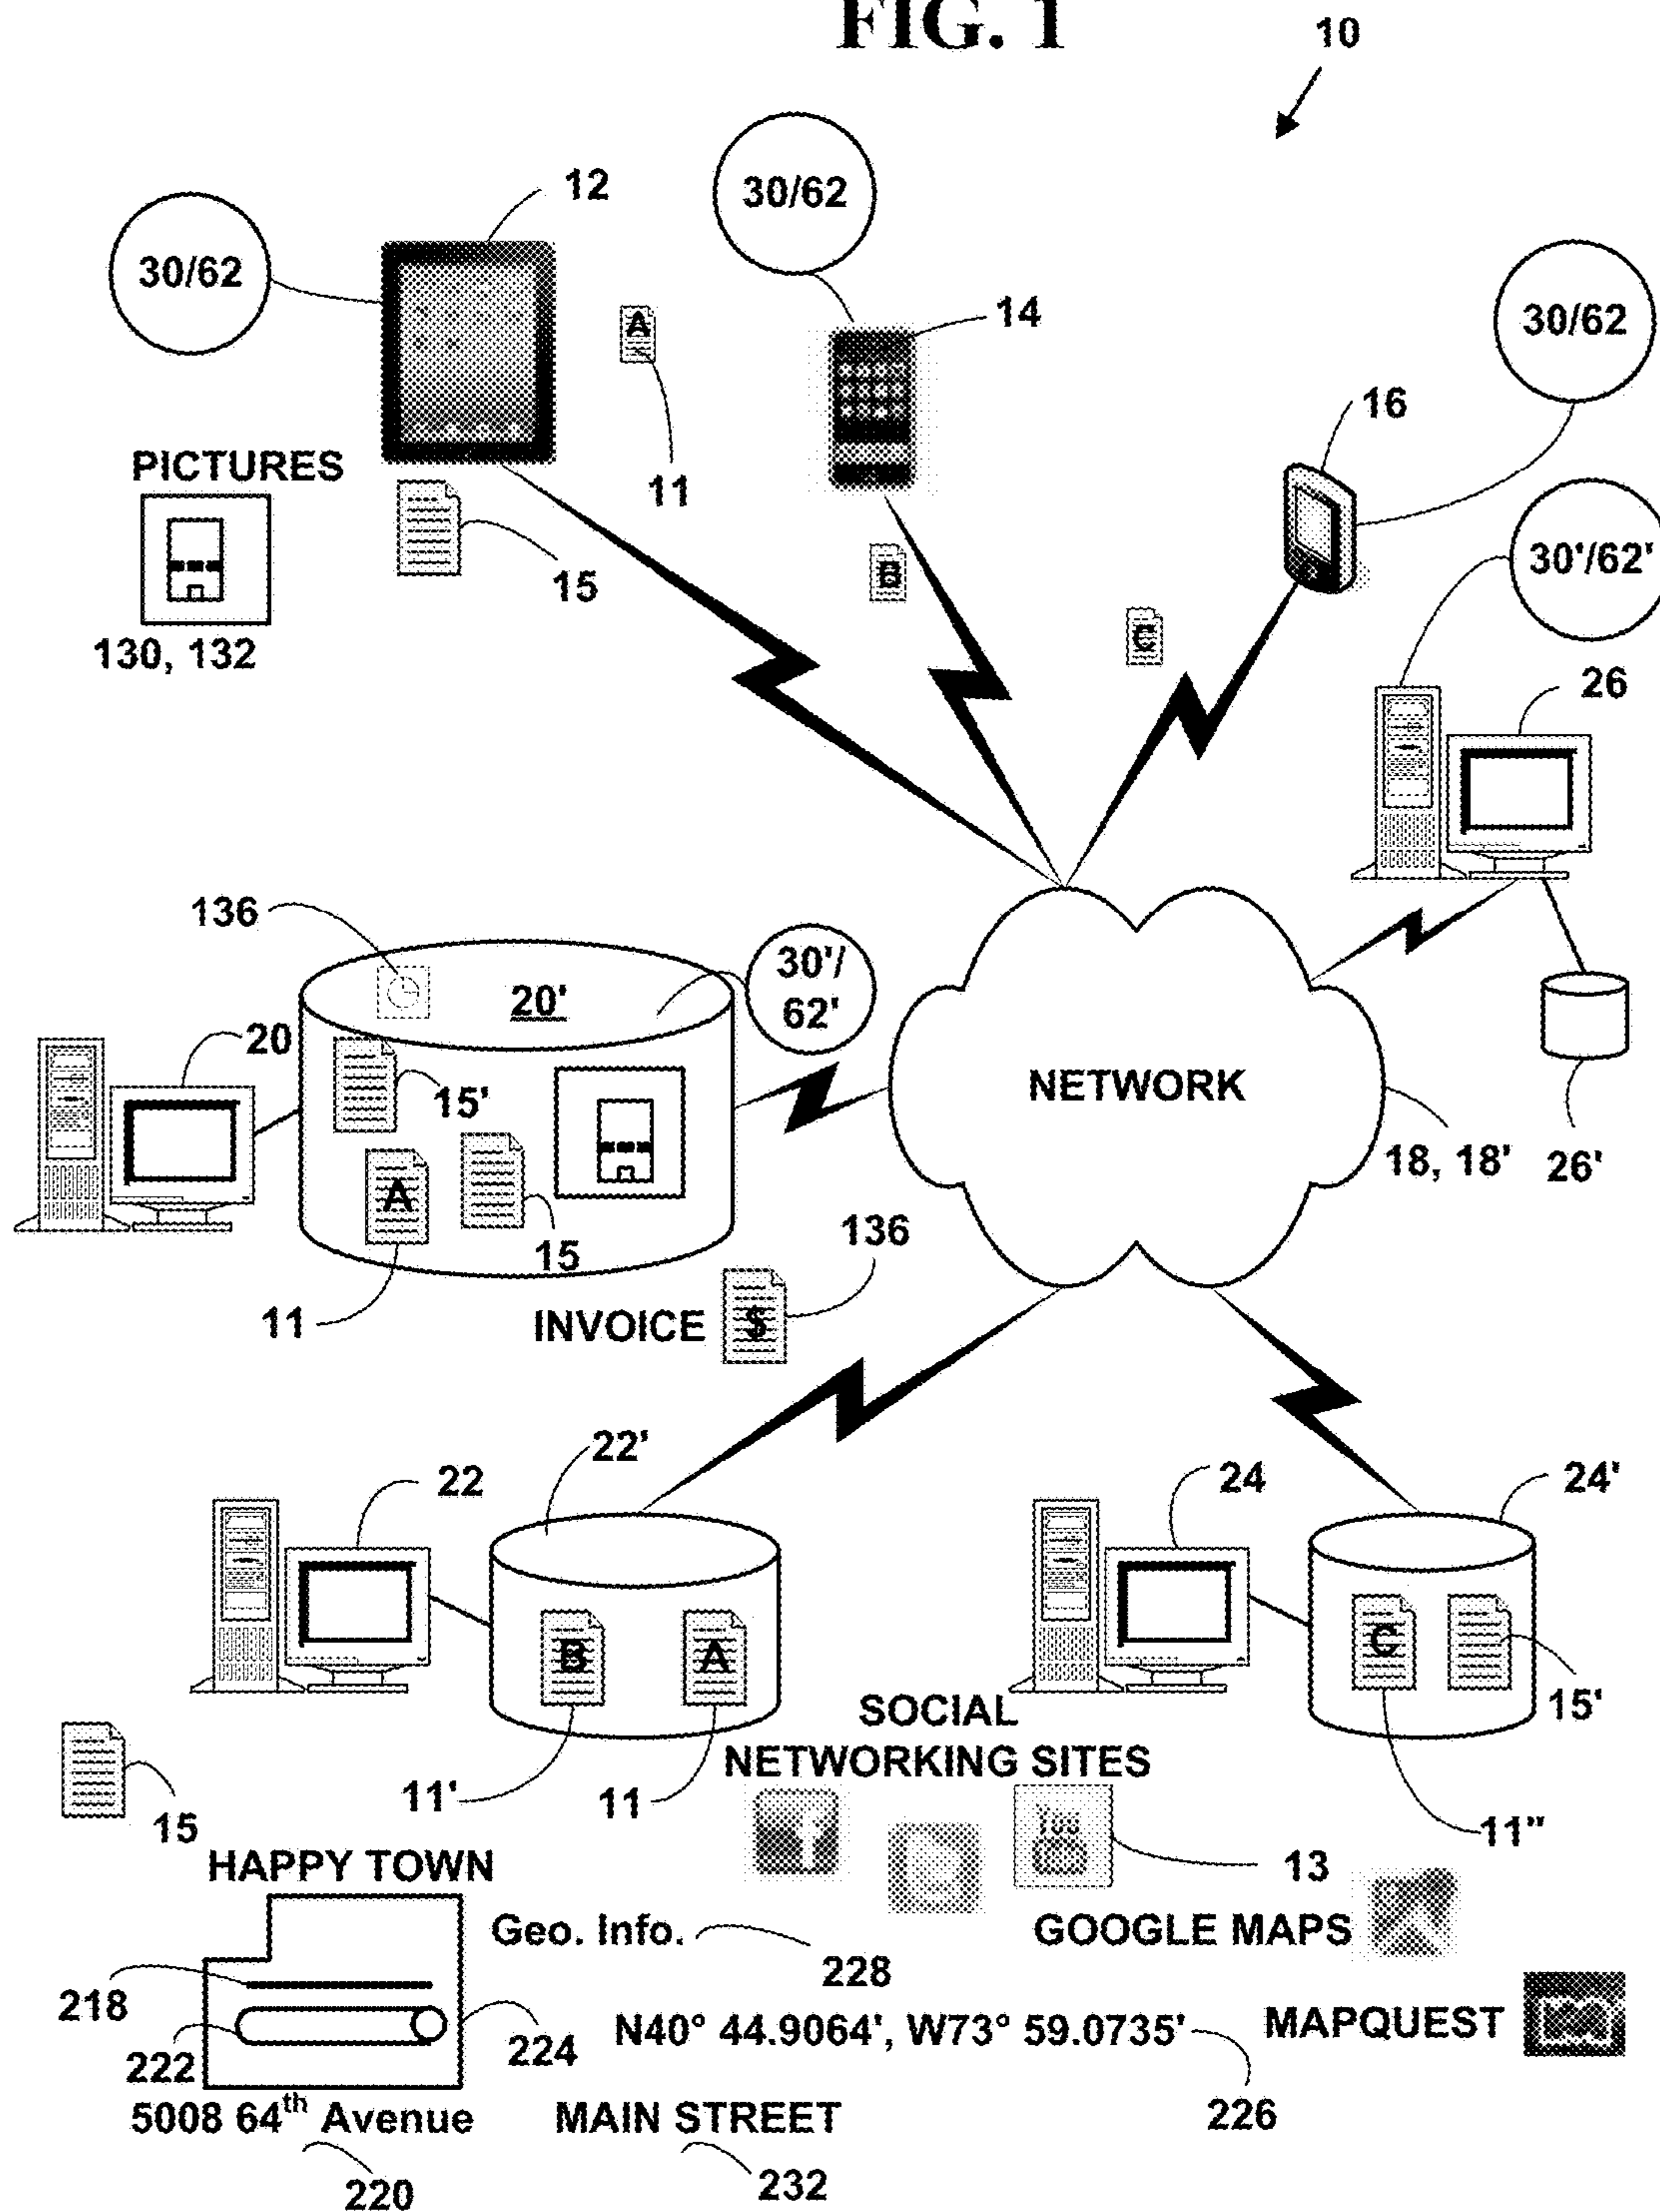 FIG. 1
10
12
30/62
30/62
30/62
14
A
30/62
16
11
PICTURES
15
B
30'/62'
130, 132
C
26
136
20'
30'/
62'
20
NETWORK
15'
18, 18'
26'
A
15
136
11
INVOICE
$
22'
22
24
24'
B
A
C
15'
SOCIAL
NETWORKING SITES
11'
11
15
11"
You
f
13
HAPPY TOWN
Geo. Info.
GOOGLE MAPS
228
218
N40° 44.9064', W73° 59.0735'
MAPQUEST
222
224
5008 64th Avenue
MAIN STREET
226
220
232